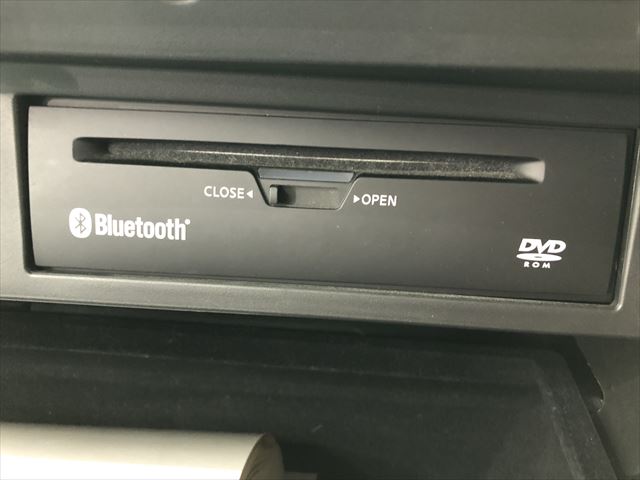 CLOSE◀ ▶OPEN
Bluetooth®
DVD
ROM